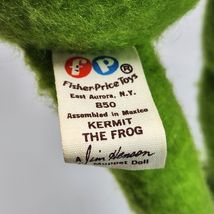 fp
Fisher-Price Toys
East Aurora, N.Y.
850
Assembled in Mexico
KERMIT
THE FROG
A Jim Henson
Muppet Doll